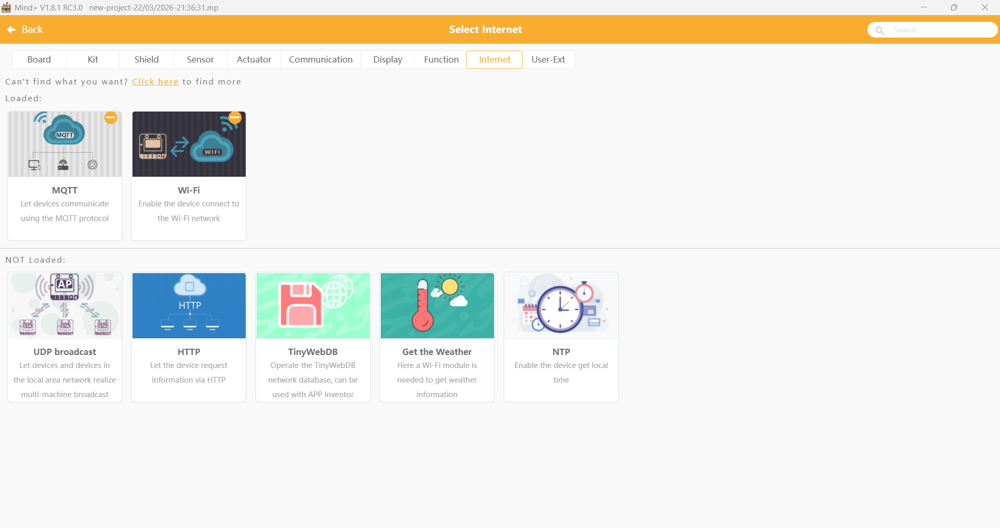 Mind+ V1.8.1 RC3.0 new-project-22/03/2026-21:36:31.mp
Back
Select Internet
Search
Board
Kit
Shield
Sensor
Actuator
Communication
Display
Function
Internet
User-Ext
Can't find what you want? Click here to find more
Loaded:
MQTT
MQTT
Let devices communicate
using the MQTT protocol
WIFI
Wi-Fi
Enable the device connect to
the Wi-Fi network
NOT Loaded:
AP
UDP
UDP
UDP
STA
STA
STA
UDP broadcast
Let devices and devices in
the local area network realize
multi-machine broadcast
HTTP
HTTP
Let the device request
information via HTTP
TinyWebDB
Operate the TinyWebDB
network database, can be
used with APP Inventor
Get the Weather
Here a Wi-Fi module is
needed to get weather
information
NTP
Enable the device get local
time